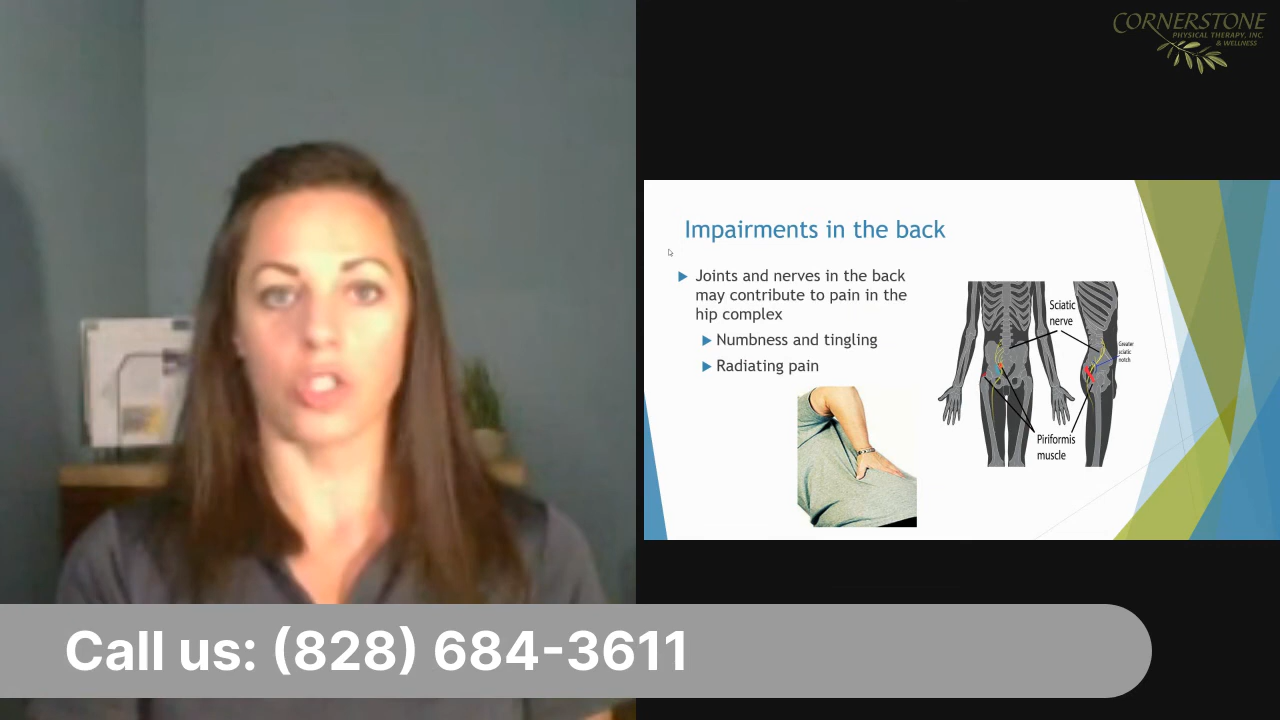 CORNERSTONE
PHYSICAL THERAPY, INC.
& WELLNESS
Impairments in the back
Joints and nerves in the back
may contribute to pain in the
hip complex
Numbness and tingling
Radiating pain
Sciatic
nerve
Greater
sciatic
notch
Piriformis
muscle
Call us: (828) 684-3611